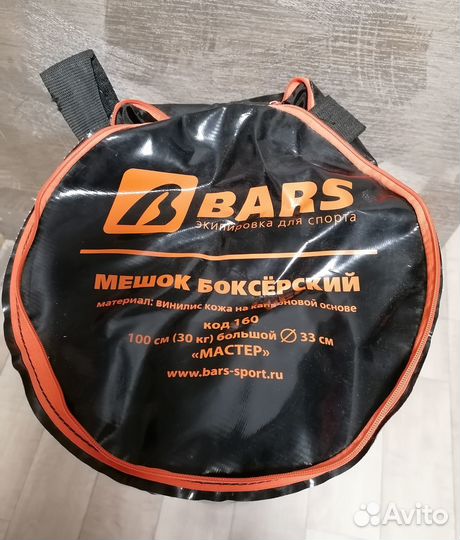 BARS
экипировка для спорта
МЕШОК БОКСЁРСКИЙ
материал: Винилис кожа на капроновой основе
код 160
100 см (30 кг) большой ⌀ 33 см
«МАСТЕР»
www.bars-sport.ru
Avito